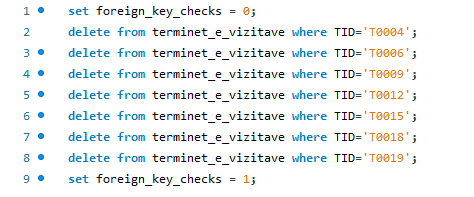 1 set foreign_key_checks = 0;
2 delete from terminet_e_vizitave where TID='T0004';
3 delete from terminet_e_vizitave where TID='T0006';
4 delete from terminet_e_vizitave where TID='T0009';
5 delete from terminet_e_vizitave where TID='T0012';
6 delete from terminet_e_vizitave where TID='T0015';
7 delete from terminet_e_vizitave where TID='T0018';
8 delete from terminet_e_vizitave where TID='T0019';
9 set foreign_key_checks = 1;